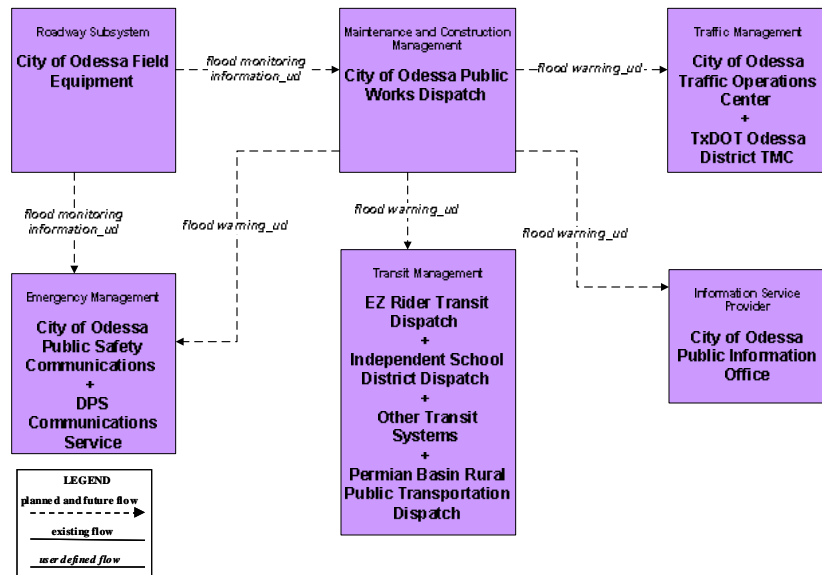 Roadway Subsystem
City of Odessa Field
Equipment
flood monitoring
information_ud
Maintenance and Construction
Management
City of Odessa Public
Works Dispatch
flood warning_ud
Traffic Management
City of Odessa
Traffic Operations
Center
+
TxDOT Odessa
District TMC
flood monitoring
information_ud
flood warning_ud
flood warning_ud
flood warning_ud
Emergency Management
City of Odessa
Public Safety
Communications
+
DPS
Communications
Service
Transit Management
EZ Rider Transit
Dispatch
+
Independent School
District Dispatch
+
Other Transit
Systems
+
Permian Basin Rural
Public Transportation
Dispatch
Information Service
Provider
City of Odessa
Public Information
Office
LEGEND
planned and future flow
existing flow
user defined flow